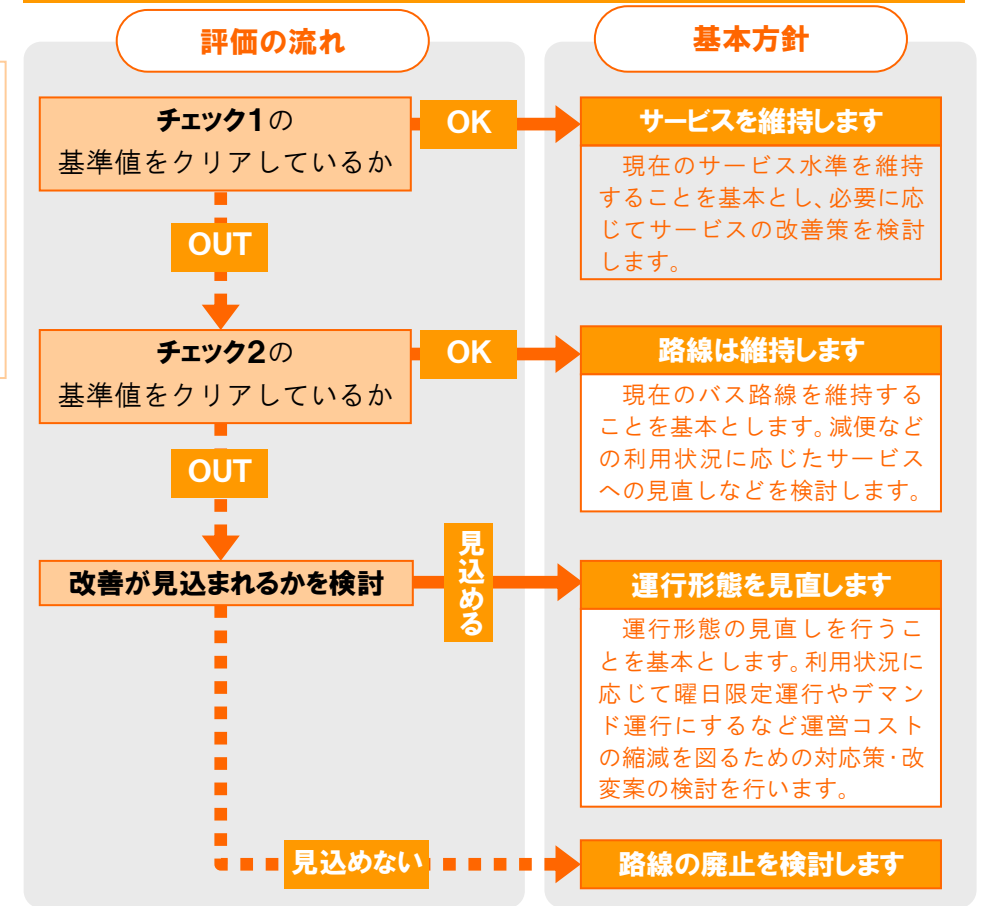 評価の流れ
基本方針
チェック1の
基準値をクリアしているか
OK
サービスを維持します
現在のサービス水準を維持
することを基本とし、必要に応
じてサービスの改善策を検討
します。
OUT
チェック2の
基準値をクリアしているか
OK
路線は維持します
現在のバス路線を維持する
ことを基本とします。減便など
の利用状況に応じたサービス
への見直しなどを検討します。
OUT
改善が見込まれるかを検討
見込める
運行形態を見直します
運行形態の見直しを行うこ
とを基本とします。利用状況に
応じて曜日限定運行やデマン
ド運行にするなど運営コスト
の縮減を図るための対応策・改
変案の検討を行います。
見込めない
路線の廃止を検討します